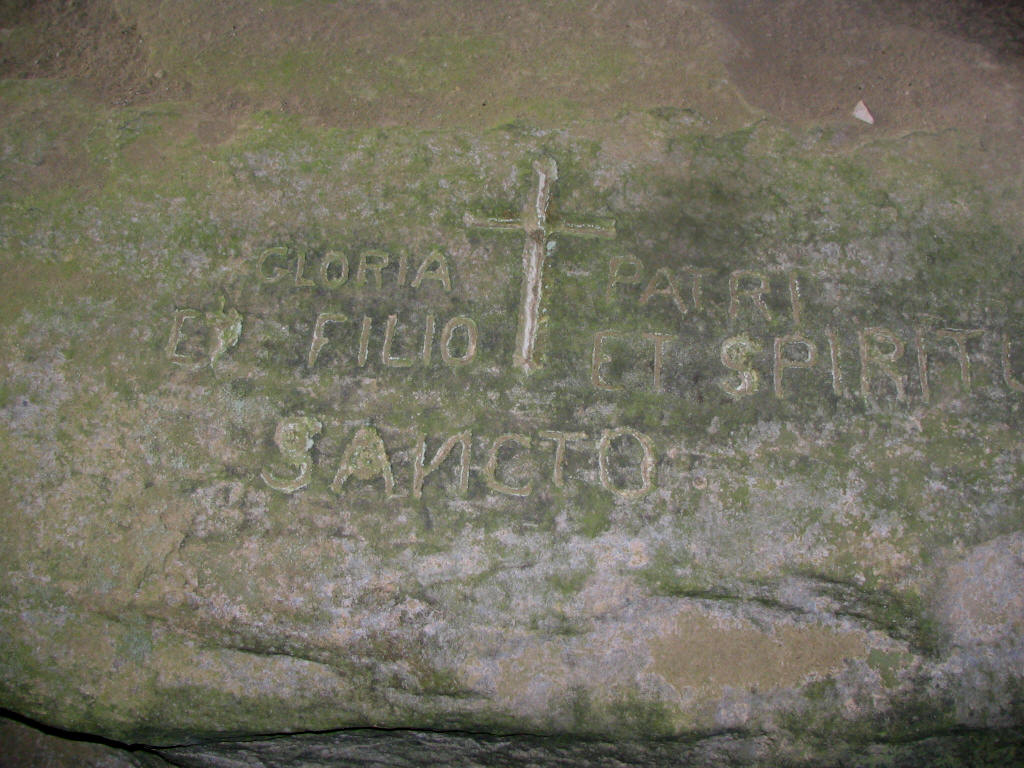 GLORIA PATRI
ET FILIO ET SPIRITU
SANCTO.